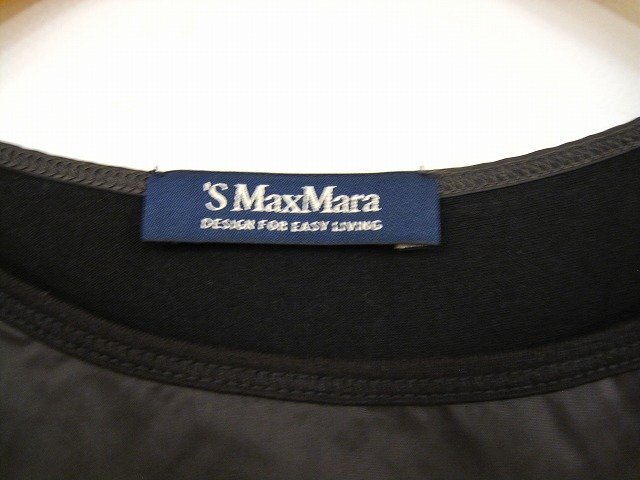 'S MaxMara
DESIGN FOR EASY LIVING